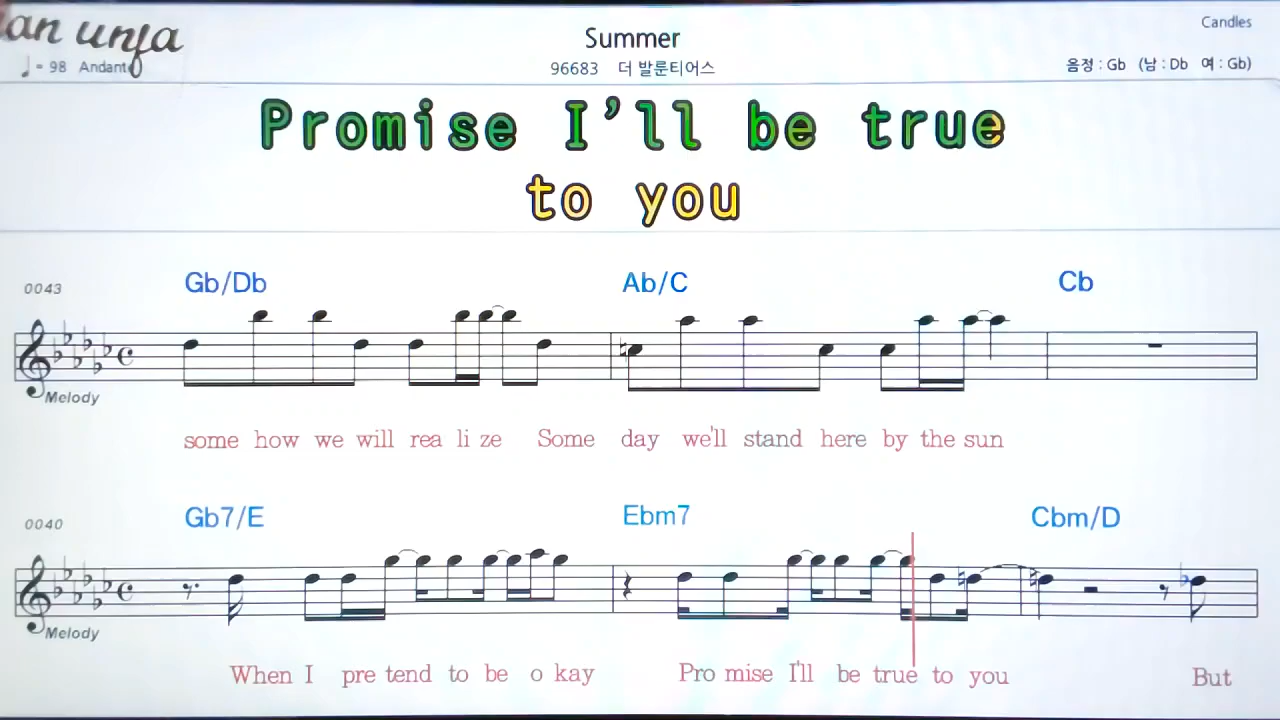 an unja
Summer
Candles
♩= 98 Andante
96683 더 발룬티어스
음정 : Gb (남 : Db 여 : Gb)
Promise I’ll be true
to you
0043
Gb/Db Ab/C Cb
Melody
some how we will rea li ze Some day we'll stand here by the sun
0040
Gb7/E Ebm7 Cbm/D
Melody
When I pre tend to be o kay Pro mise I'll be true to you But